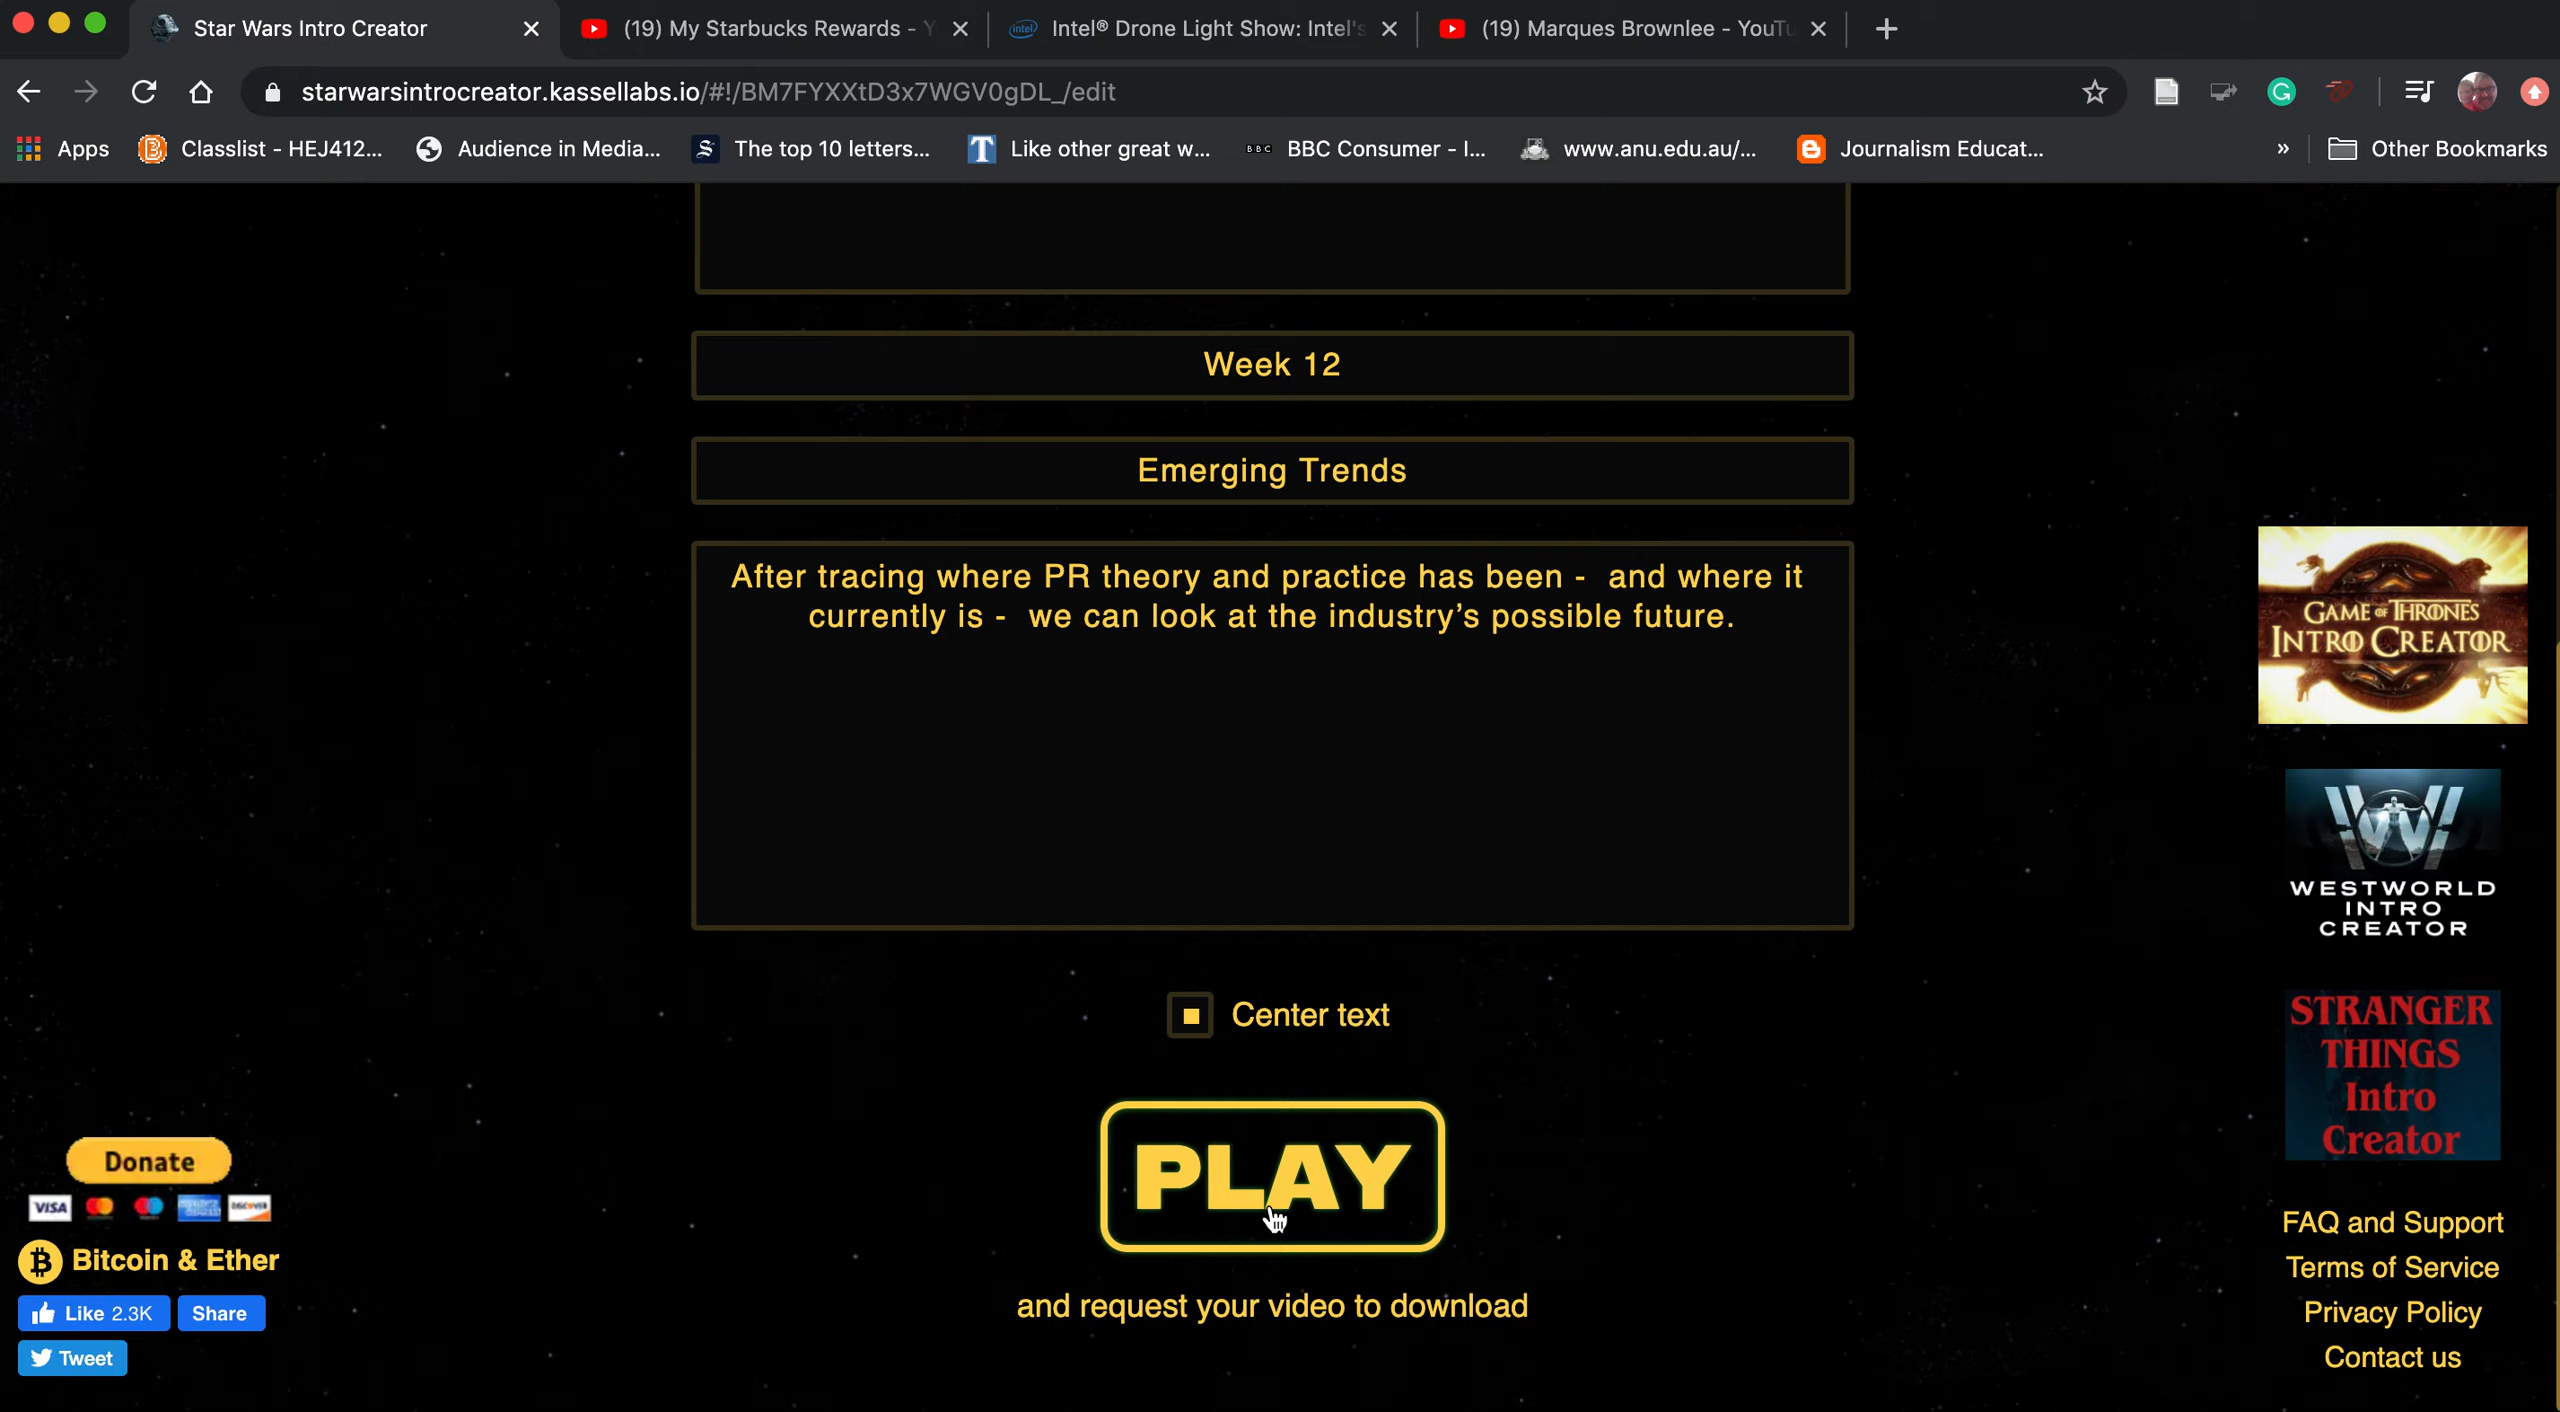 Star Wars Intro Creator
(19) My Starbucks Rewards - Y
Intel® Drone Light Show: Intel's
(19) Marques Brownlee - YouTu
starwarsintrocreator.kassellabs.io/#!/BM7FYXXtD3x7WGV0gDL_/edit
Apps
Classlist - HEJ412...
Audience in Media...
The top 10 letters...
Like other great w...
BBC
BBC Consumer - I...
www.anu.edu.au/...
Journalism Educat...
»
Other Bookmarks
Week 12
Emerging Trends
After tracing where PR theory and practice has been - and where it
currently is - we can look at the industry’s possible future.
Center text
PLAY
and request your video to download
Donate
VISA
DISCOVER
Bitcoin & Ether
Like 2.3K
Share
Tweet
GAME OF THRONES
INTRO CREATOR
WESTWORLD
INTRO
CREATOR
STRANGER
THINGS
Intro
Creator
FAQ and Support
Terms of Service
Privacy Policy
Contact us